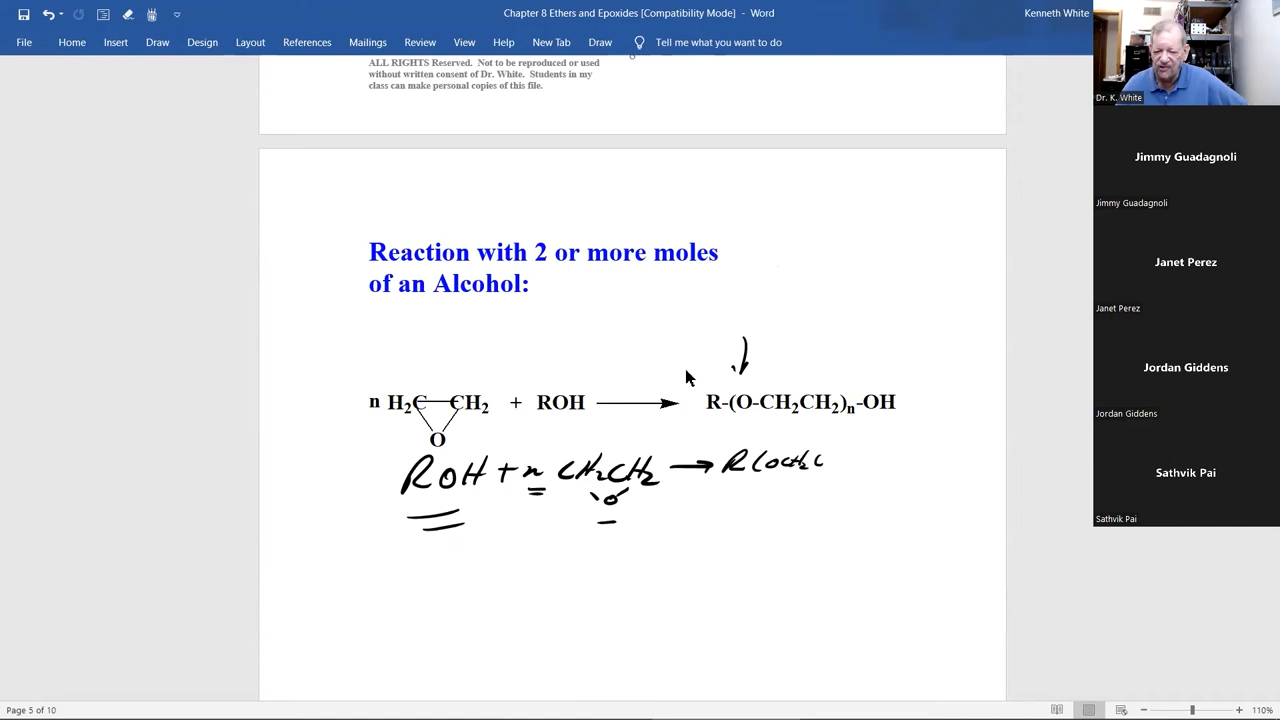 Chapter 8 Ethers and Epoxides [Compatibility Mode] - Word
Kenneth White
File Home Insert Draw Design Layout References Mailings Review View Help New Tab Draw Tell me what you want to do
ALL RIGHTS Reserved. Not to be reproduced or used
without written consent of Dr. White. Students in my
class can make personal copies of this file.
Dr. K. White
Jimmy Guadagnoli
Jimmy Guadagnoli
Janet Perez
Janet Perez
Jordan Giddens
Jordan Giddens
Sathvik Pai
Sathvik Pai
Reaction with 2 or more moles
of an Alcohol:
n H₂C CH₂ + ROH R-(O-CH₂CH₂)ₙ-OH
O
ROH + n CH₂CH₂ → R(OCH₂C
O
Page 5 of 10
110%